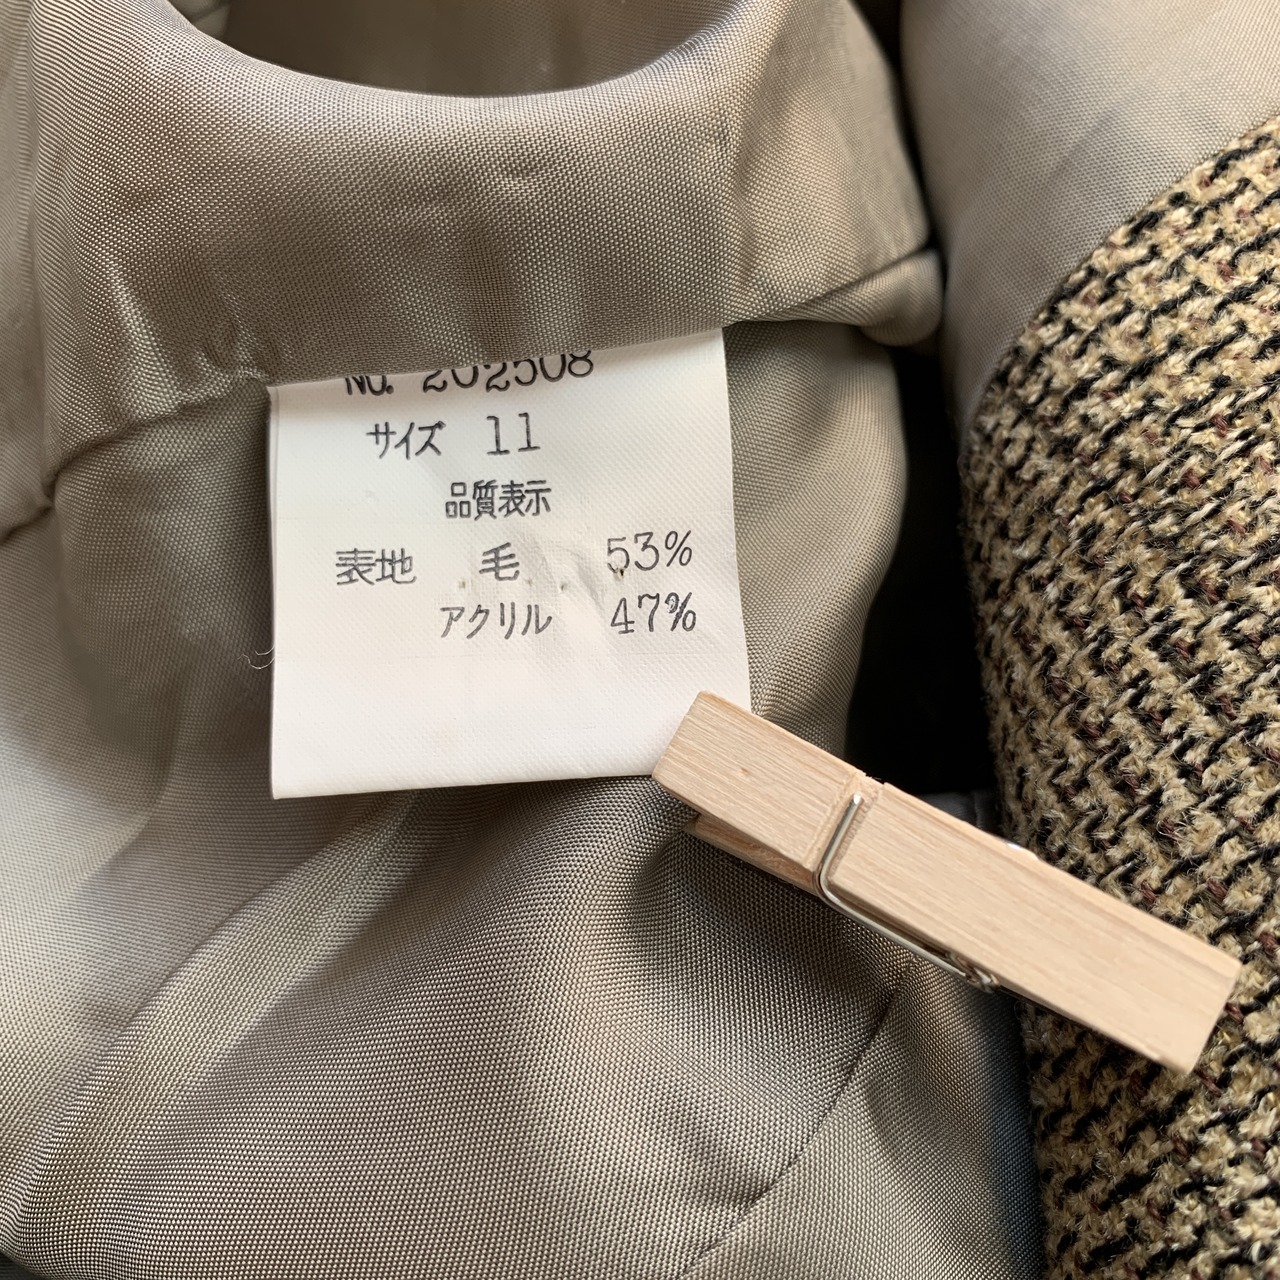 No. 202508
サイズ 11
品質表示
表地 毛 53%
アクリル 47%